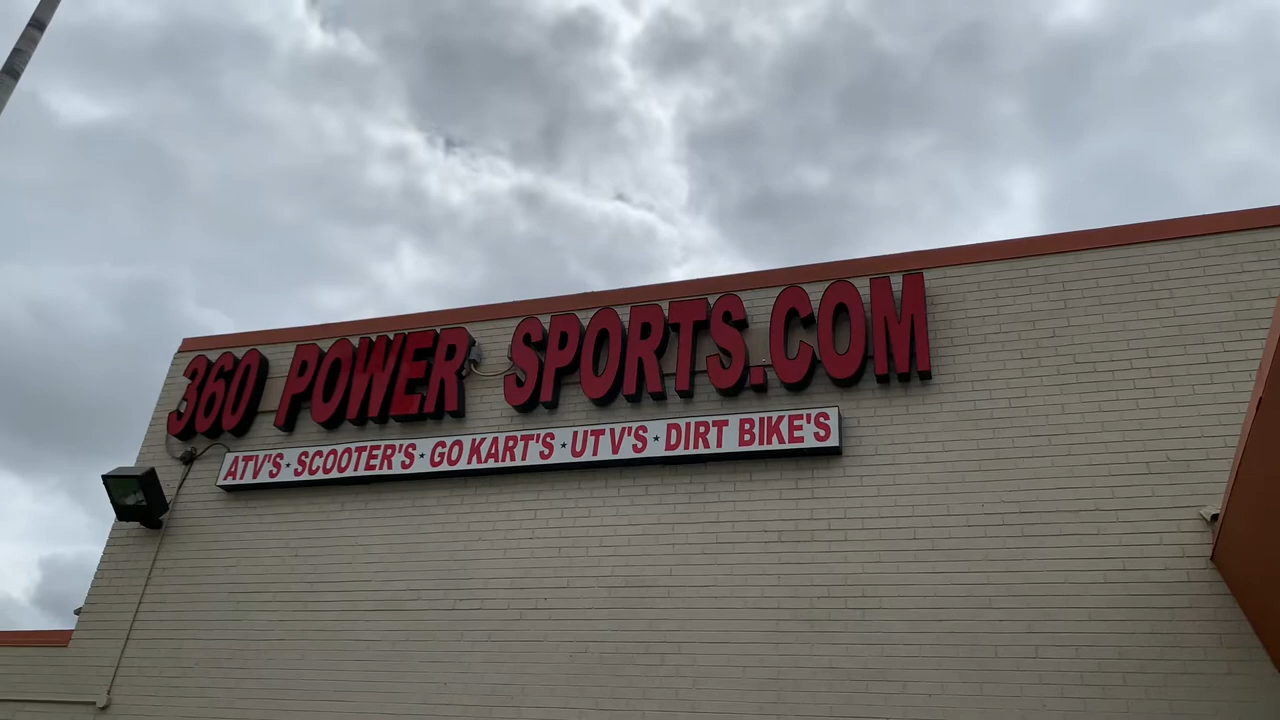 360 POWER SPORTS.COM
ATV'S★SCOOTER'S★GO KART'S★UTV'S★DIRT BIKE'S